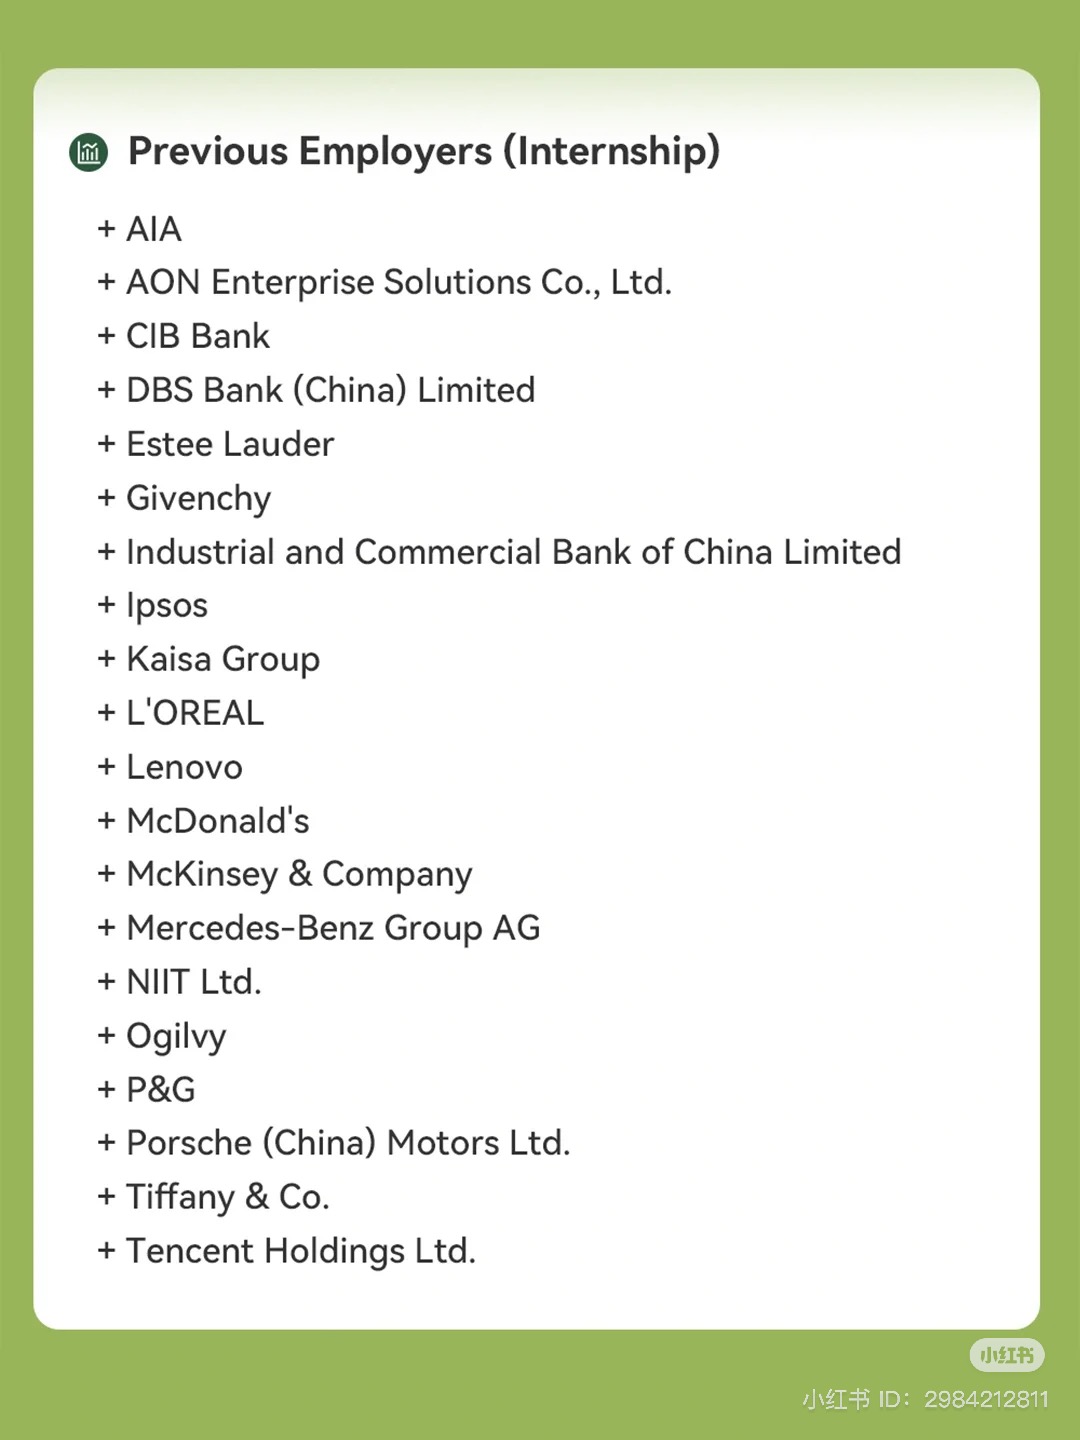 Previous Employers (Internship)
+ AIA
+ AON Enterprise Solutions Co., Ltd.
+ CIB Bank
+ DBS Bank (China) Limited
+ Estee Lauder
+ Givenchy
+ Industrial and Commercial Bank of China Limited
+ Ipsos
+ Kaisa Group
+ L'OREAL
+ Lenovo
+ McDonald's
+ McKinsey & Company
+ Mercedes-Benz Group AG
+ NIIT Ltd.
+ Ogilvy
+ P&G
+ Porsche (China) Motors Ltd.
+ Tiffany & Co.
+ Tencent Holdings Ltd.
小红书
小红书 ID: 2984212811